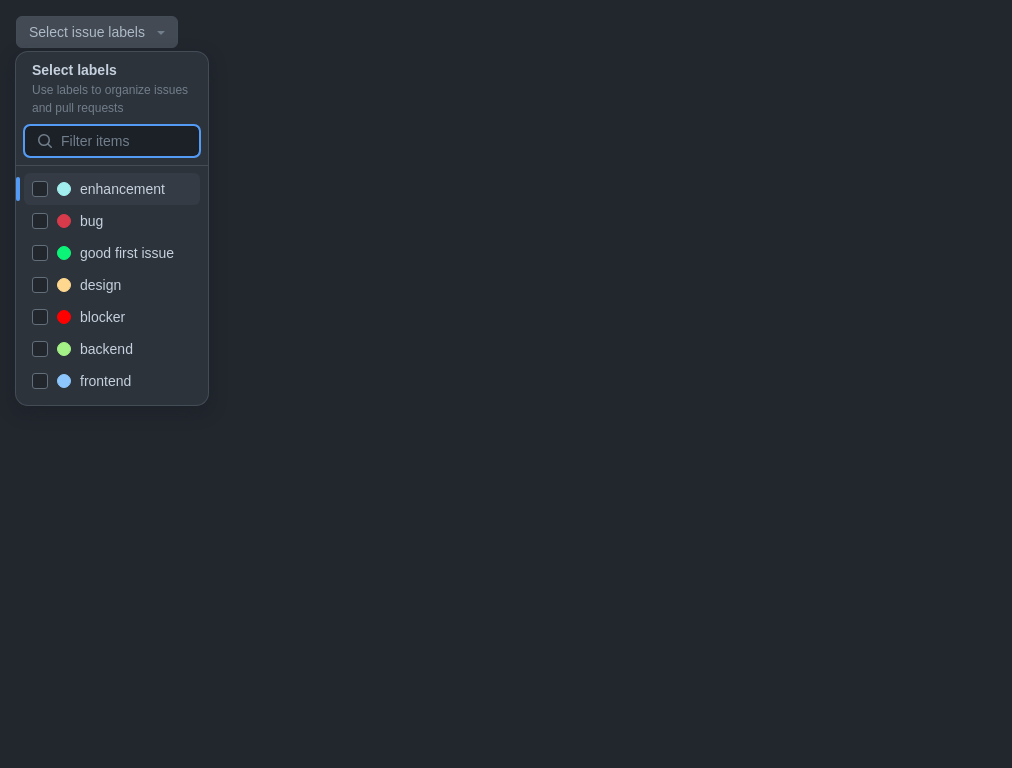 Select issue labels
Select labels
Use labels to organize issues
and pull requests
Filter items
enhancement
bug
good first issue
design
blocker
backend
frontend